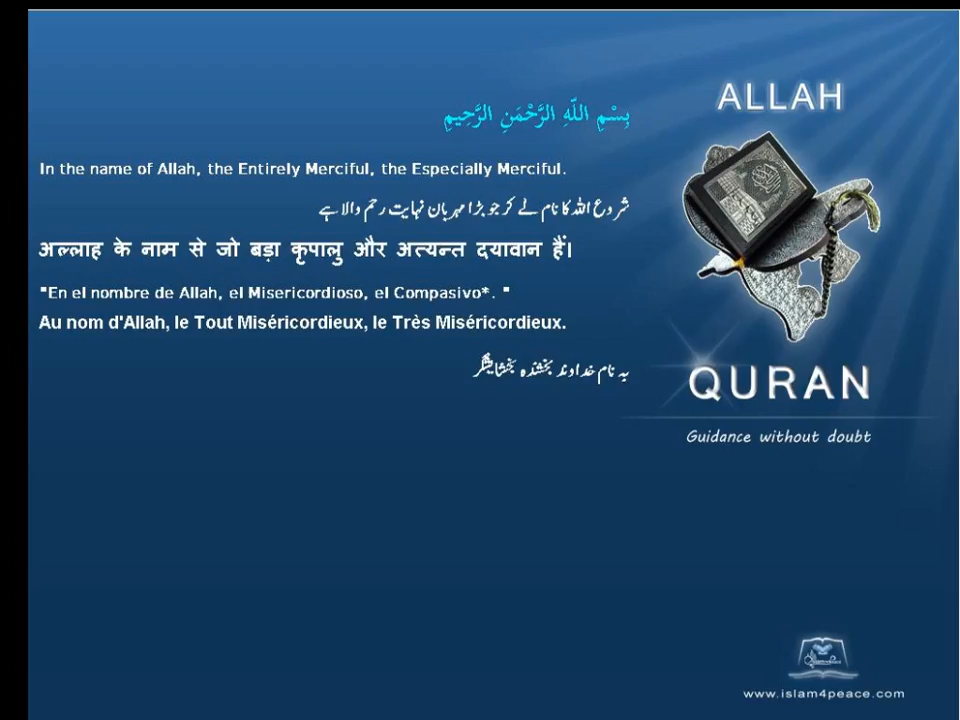 بِسْمِ اللّهِ الرَّحْمَنِ الرَّحِيمِ
In the name of Allah, the Entirely Merciful, the Especially Merciful.
شروع الله کا نام لے کر جو بڑا مہربان نہایت رحم والا ہے
अल्लाह के नाम से जो बड़ा कृपालु और अत्यन्त दयावान हैं।
"En el nombre de Allah, el Misericordioso, el Compasivo*. "
Au nom d'Allah, le Tout Miséricordieux, le Très Miséricordieux.
به نام خداوند بخشنده بخشایشگر
ALLAH
QURAN
Guidance without doubt
www.islam4peace.com